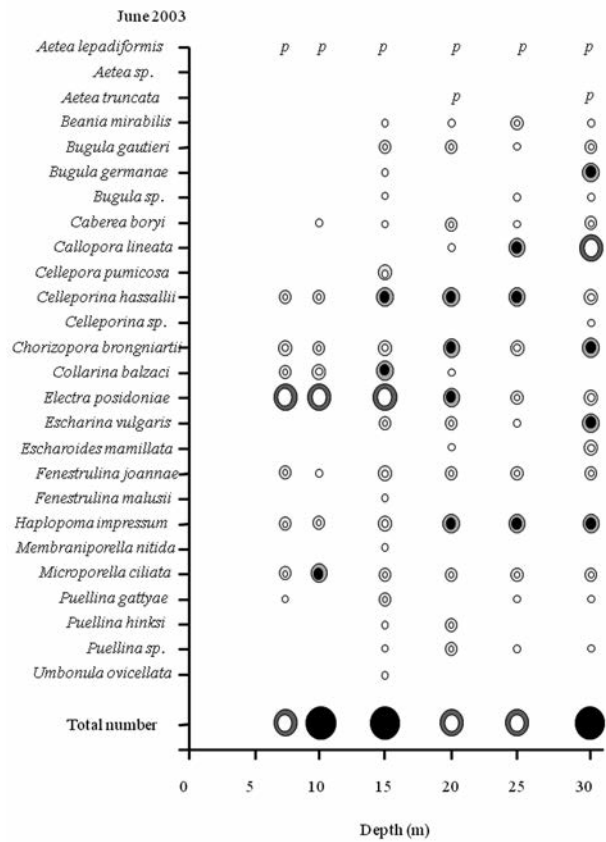 June 2003
Aetea lepadiformis p p p p p p
Aetea sp.
Aetea truncata p p
Beania mirabilis
Bugula gautieri
Bugula germanae
Bugula sp.
Caberea boryi
Callopora lineata
Cellepora pumicosa
Celleporina hassallii
Celleporina sp.
Chorizopora brongniartii
Collarina balzaci
Electra posidoniae
Escharina vulgaris
Escharoides mamillata
Fenestrulina joannae
Fenestrulina malusii
Haplopoma impressum
Membraniporella nitida
Microporella ciliata
Puellina gattyae
Puellina hinksi
Puellina sp.
Umbonula ovicellata
Total number
0 5 10 15 20 25 30
Depth (m)